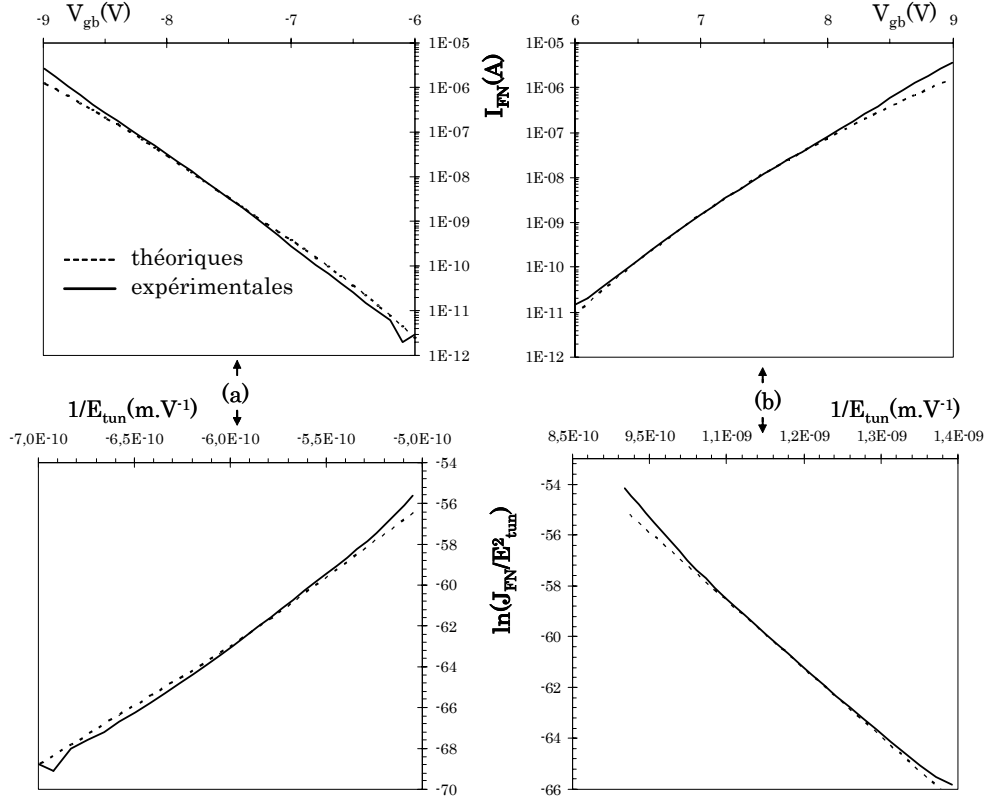 V_gb(V)
-9 -8 -7 -6
1E-05
1E-06
1E-07
1E-08
1E-09
1E-10
1E-11
1E-12
théoriques
expérimentales
I_FN(A)
V_gb(V)
6 7 8 9
1E-05
1E-06
1E-07
1E-08
1E-09
1E-10
1E-11
1E-12
(a)
(b)
1/E_tun(m.V⁻¹)
-7,0E-10 -6,5E-10 -6,0E-10 -5,5E-10 -5,0E-10
-54
-56
-58
-60
-62
-64
-66
-68
-70
ln(J_FN/E²_tun)
1/E_tun(m.V⁻¹)
8,5E-10 9,5E-10 1,1E-09 1,2E-09 1,3E-09 1,4E-09
-54
-56
-58
-60
-62
-64
-66